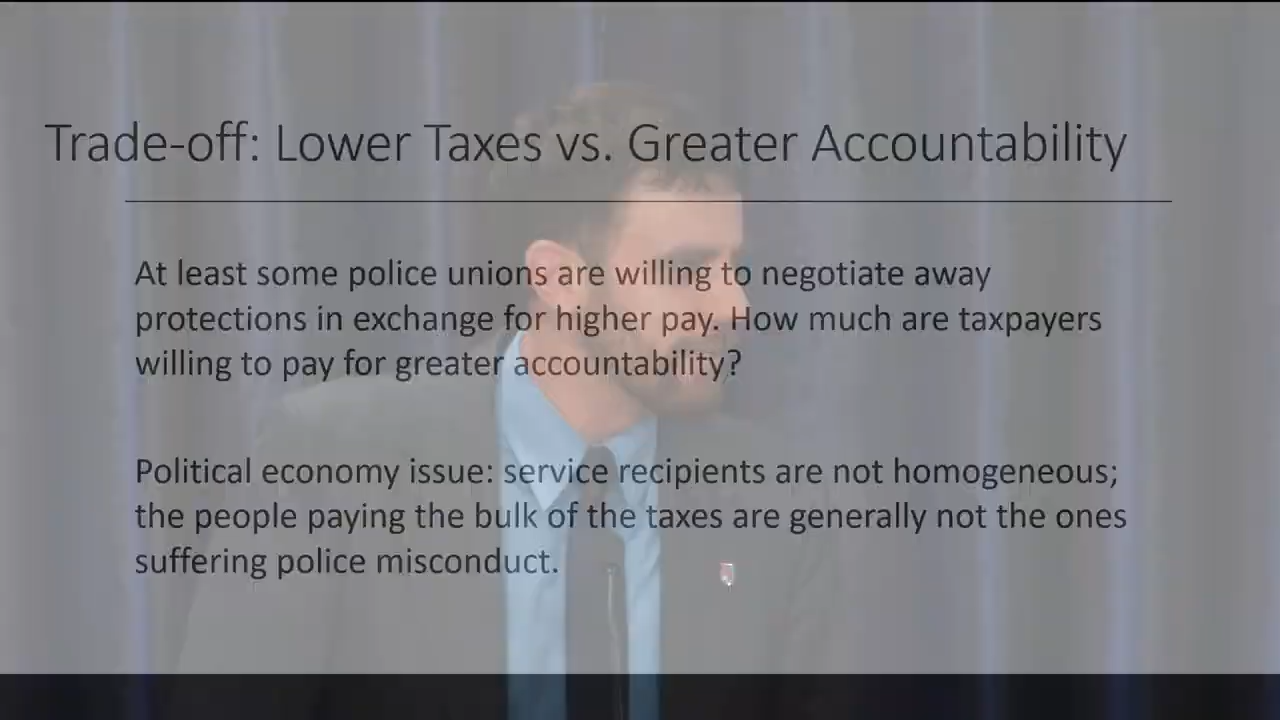 Trade-off: Lower Taxes vs. Greater Accountability
At least some police unions are willing to negotiate away
protections in exchange for higher pay. How much are taxpayers
willing to pay for greater accountability?
Political economy issue: service recipients are not homogeneous;
the people paying the bulk of the taxes are generally not the ones
suffering police misconduct.